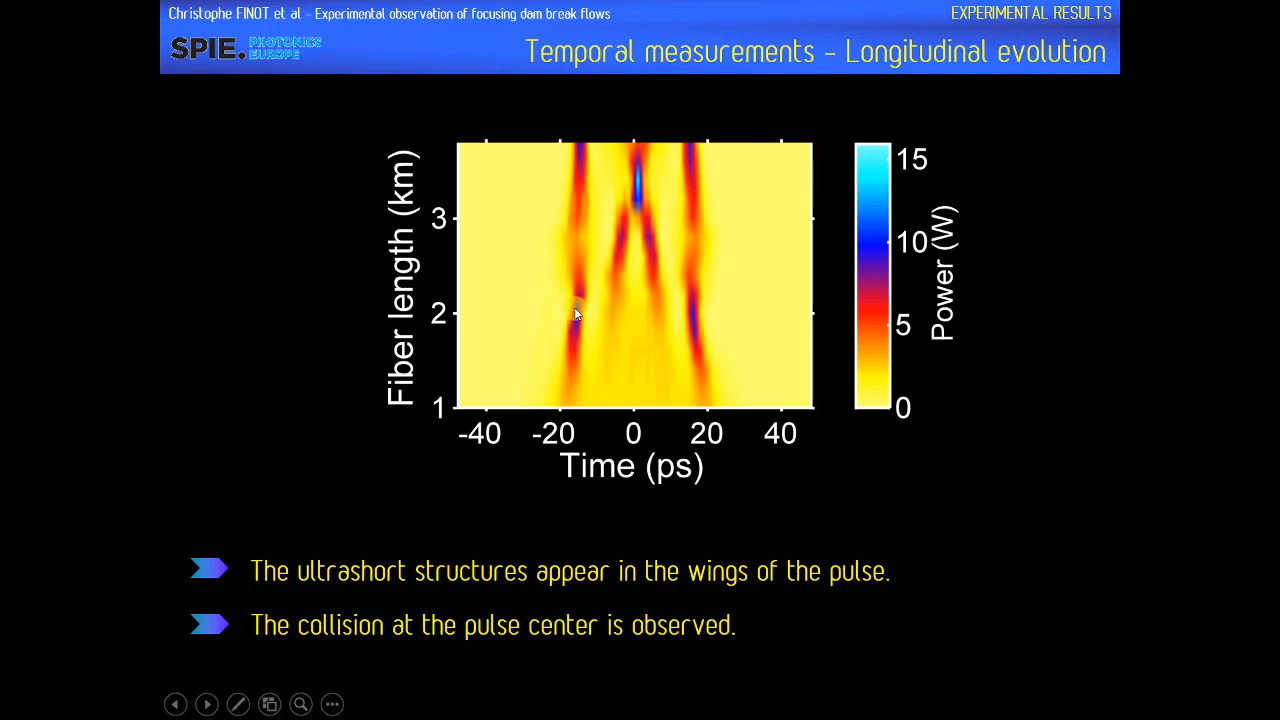 Christophe FINOT et al - Experimental observation of focusing dam break flows
EXPERIMENTAL RESULTS
SPIE. PHOTONICS
EUROPE
Temporal measurements - Longitudinal evolution
Fiber length (km)
3
2
1
-40 -20 0 20 40
Time (ps)
15
10
5
0
Power (W)
The ultrashort structures appear in the wings of the pulse.
The collision at the pulse center is observed.